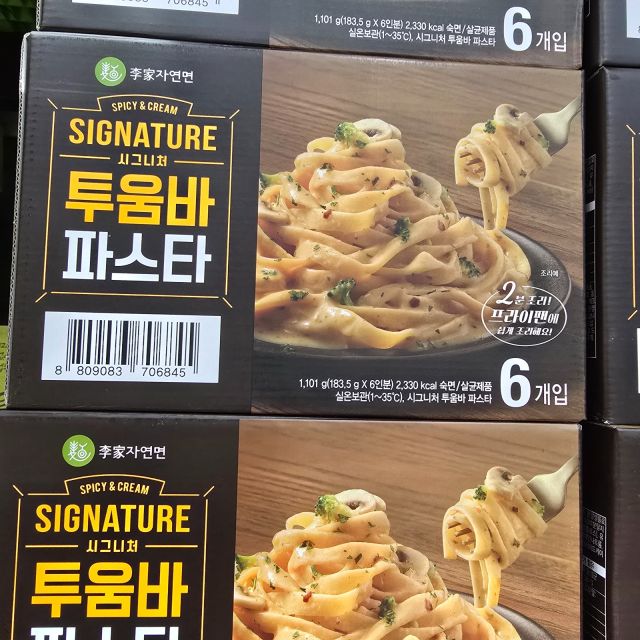 706845
1,101 g(183.5 g X 6인분) 2,330 kcal 숙면/살균제품
실온보관(1~35℃), 시그니처 투움바 파스타
6개입
李家자연면
SPICY & CREAM
SIGNATURE
시그니처
투움바
파스타
조리예
2분 조리!
프라이팬에
쉽게 조리해요!
8 809083 706845
1,101 g(183.5 g X 6인분) 2,330 kcal 숙면/살균제품
실온보관(1~35℃), 시그니처 투움바 파스타
6개입
李家자연면
SPICY & CREAM
SIGNATURE
시그니처
투움바
파스타